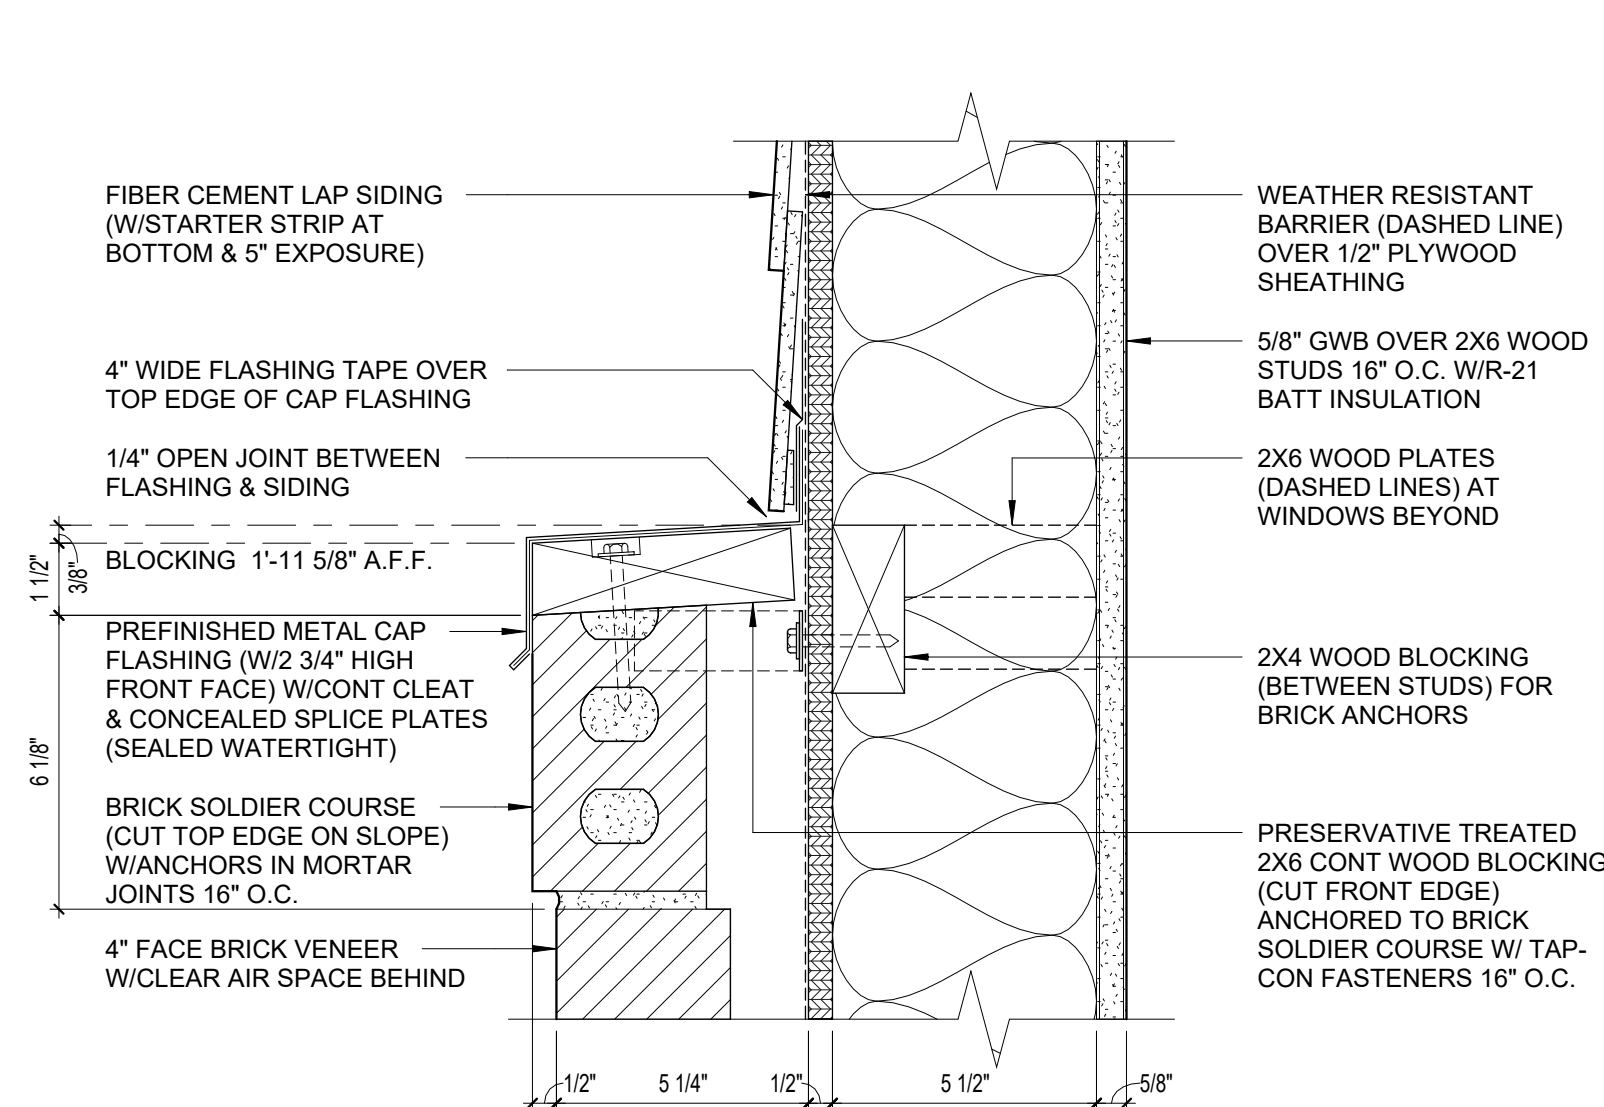 FIBER CEMENT LAP SIDING
(W/STARTER STRIP AT
BOTTOM & 5" EXPOSURE)
4" WIDE FLASHING TAPE OVER
TOP EDGE OF CAP FLASHING
1/4" OPEN JOINT BETWEEN
FLASHING & SIDING
BLOCKING 1'-11 5/8" A.F.F.
1 1/2"
3/8"
PREFINISHED METAL CAP
FLASHING (W/2 3/4" HIGH
FRONT FACE) W/CONT CLEAT
& CONCEALED SPLICE PLATES
(SEALED WATERTIGHT)
6 1/8"
BRICK SOLDIER COURSE
(CUT TOP EDGE ON SLOPE)
W/ANCHORS IN MORTAR
JOINTS 16" O.C.
4" FACE BRICK VENEER
W/CLEAR AIR SPACE BEHIND
WEATHER RESISTANT
BARRIER (DASHED LINE)
OVER 1/2" PLYWOOD
SHEATHING
5/8" GWB OVER 2X6 WOOD
STUDS 16" O.C. W/R-21
BATT INSULATION
2X6 WOOD PLATES
(DASHED LINES) AT
WINDOWS BEYOND
2X4 WOOD BLOCKING
(BETWEEN STUDS) FOR
BRICK ANCHORS
PRESERVATIVE TREATED
2X6 CONT WOOD BLOCKING
(CUT FRONT EDGE)
ANCHORED TO BRICK
SOLDIER COURSE W/ TAP-
CON FASTENERS 16" O.C.
1/2" 5 1/4" 1/2" 5 1/2" 5/8"